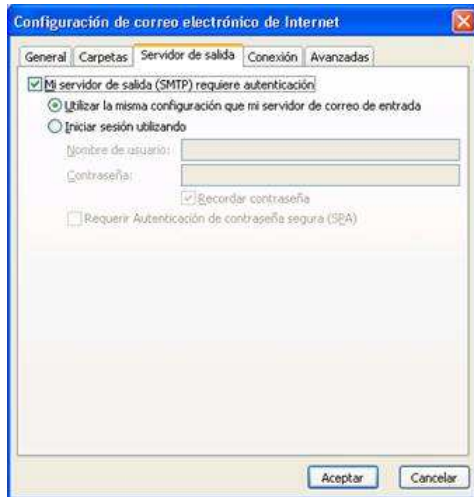 Configuración de correo electrónico de Internet
General Carpetas Servidor de salida Conexión Avanzadas
Mi servidor de salida (SMTP) requiere autenticación
Utilizar la misma configuración que mi servidor de correo de entrada
Iniciar sesión utilizando
Nombre de usuario:
Contraseña:
Recordar contraseña
Requerir Autenticación de contraseña segura (SPA)
Aceptar Cancelar